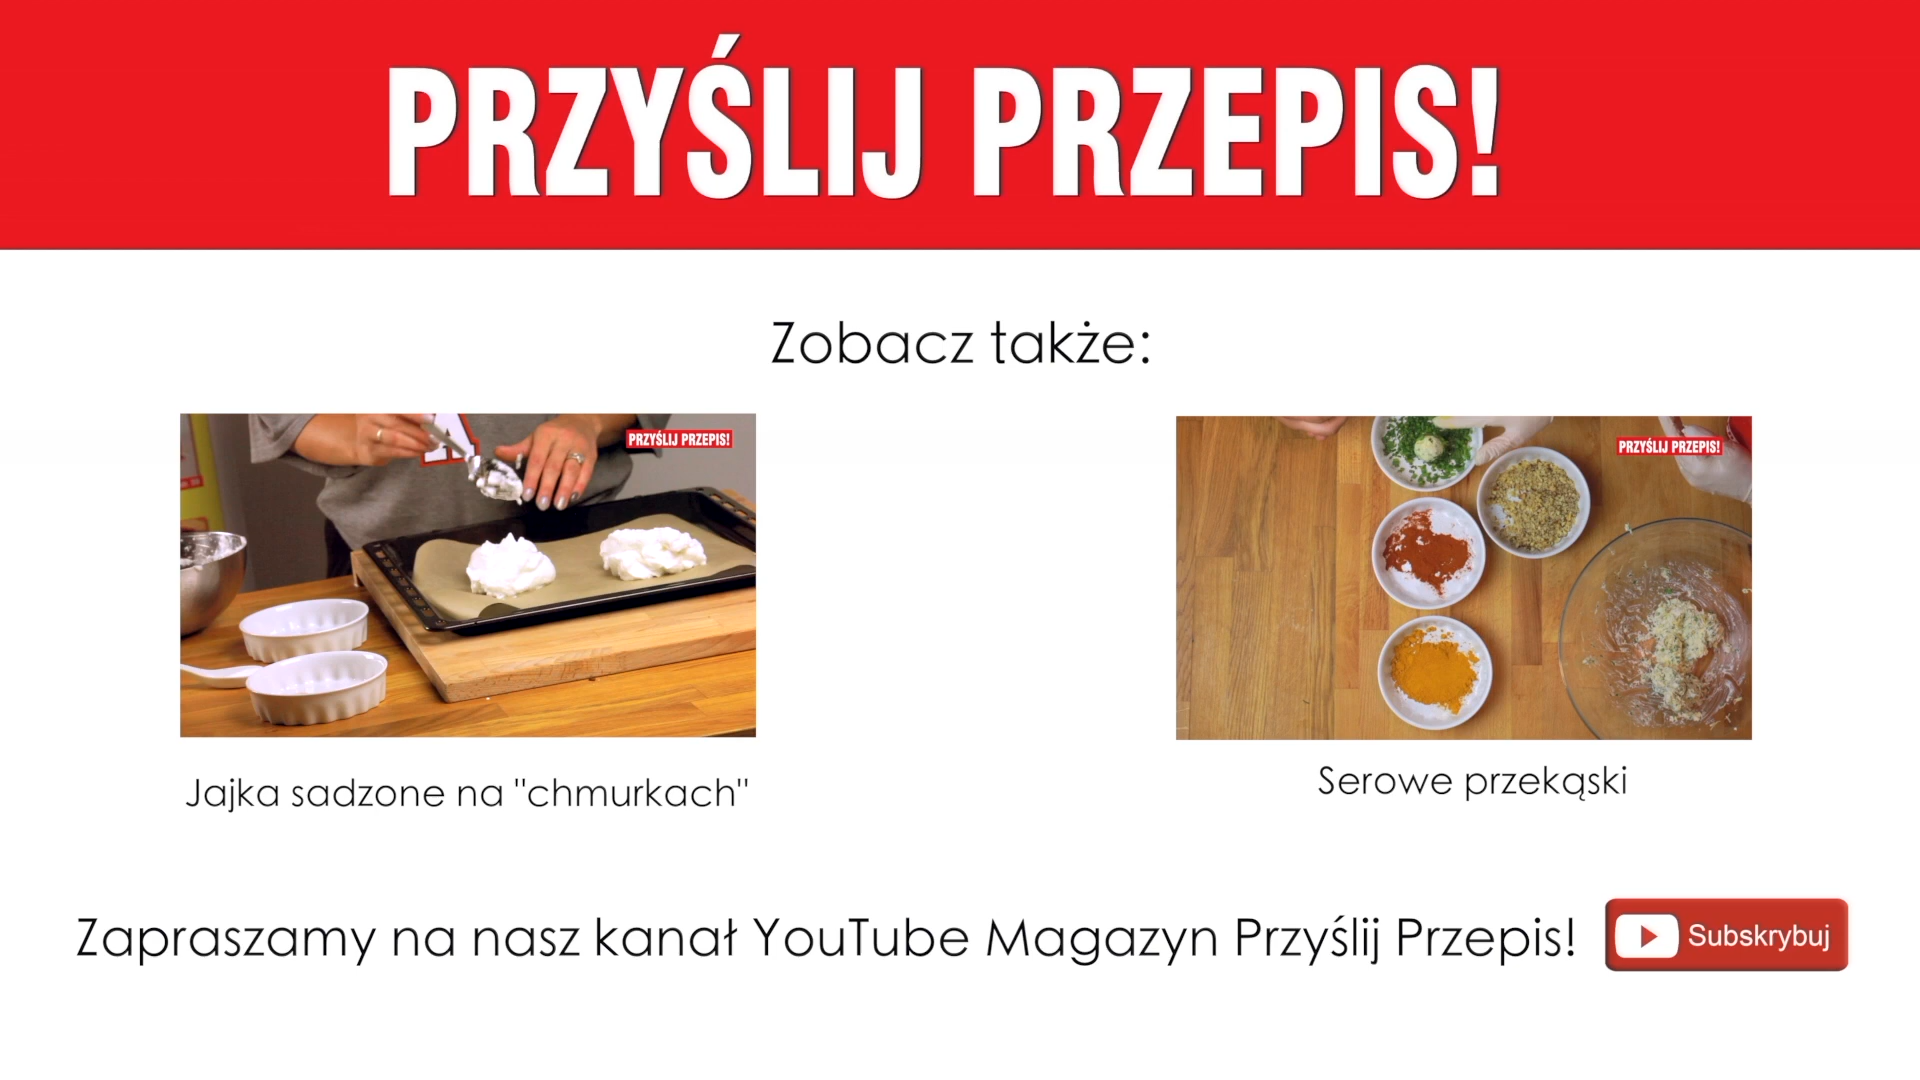 PRZYŚLIJ PRZEPIS!
Zobacz także:
PRZYŚLIJ PRZEPIS!
PRZYŚLIJ PRZEPIS!
Jajka sadzone na "chmurkach"
Serowe przekąski
Zapraszamy na nasz kanał YouTube Magazyn Przyślij Przepis!
Subskrybuj